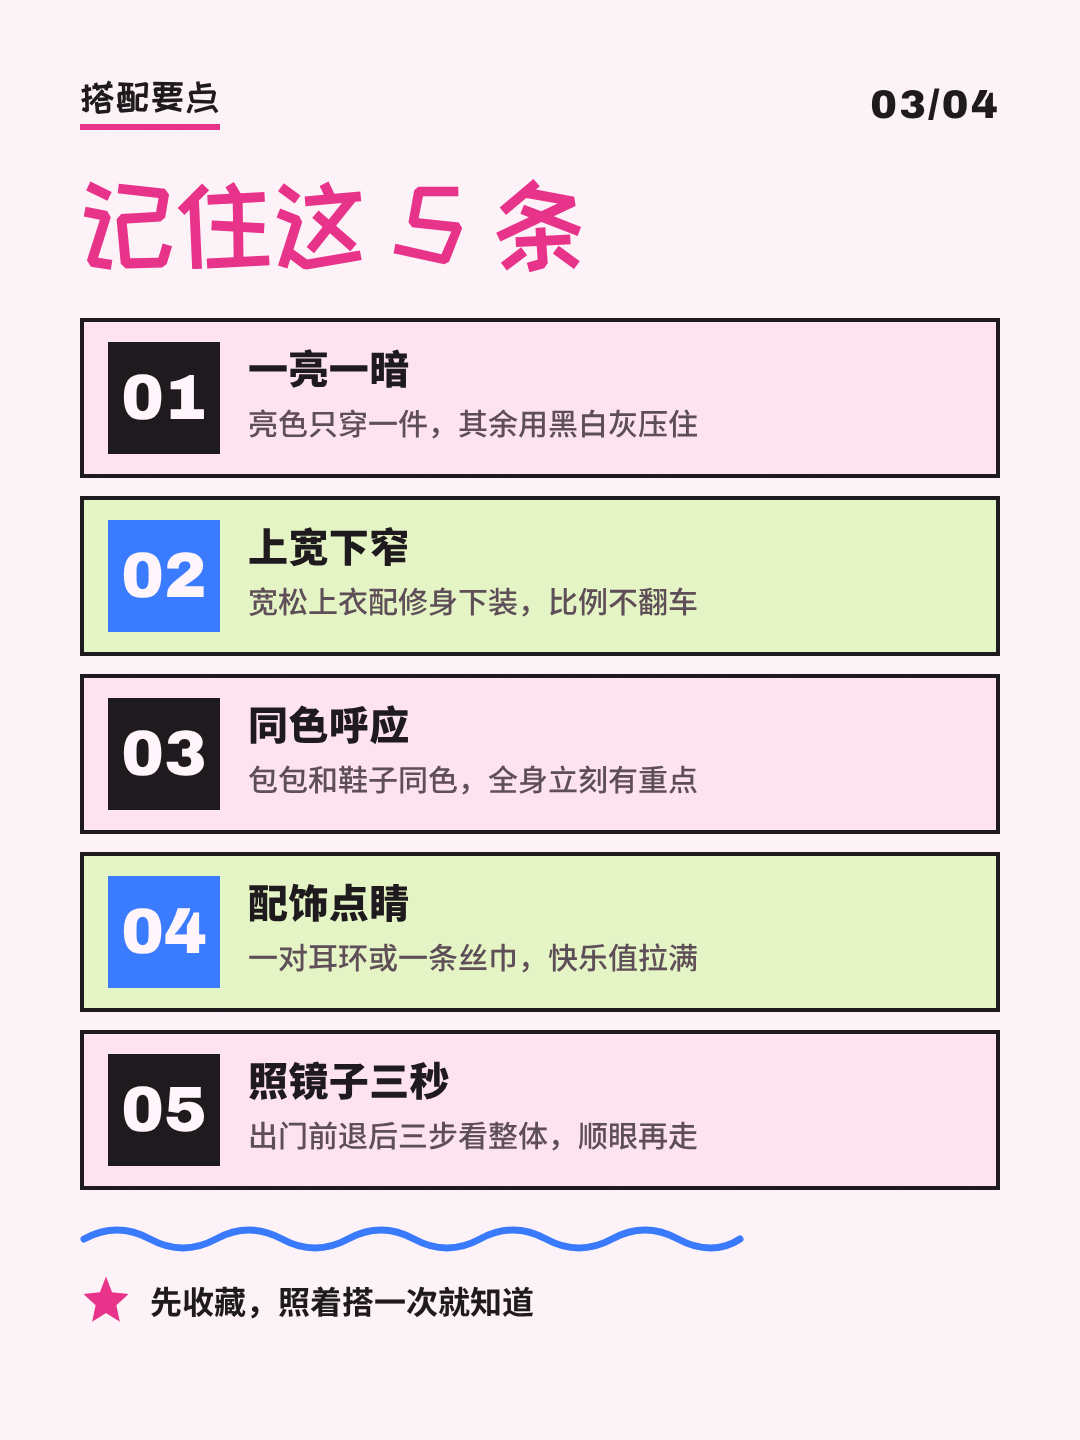 搭配要点
03/04
记住这 5 条
01
一亮一暗
亮色只穿一件，其余用黑白灰压住
02
上宽下窄
宽松上衣配修身下装，比例不翻车
03
同色呼应
包包和鞋子同色，全身立刻有重点
04
配饰点睛
一对耳环或一条丝巾，快乐值拉满
05
照镜子三秒
出门前退后三步看整体，顺眼再走
先收藏，照着搭一次就知道